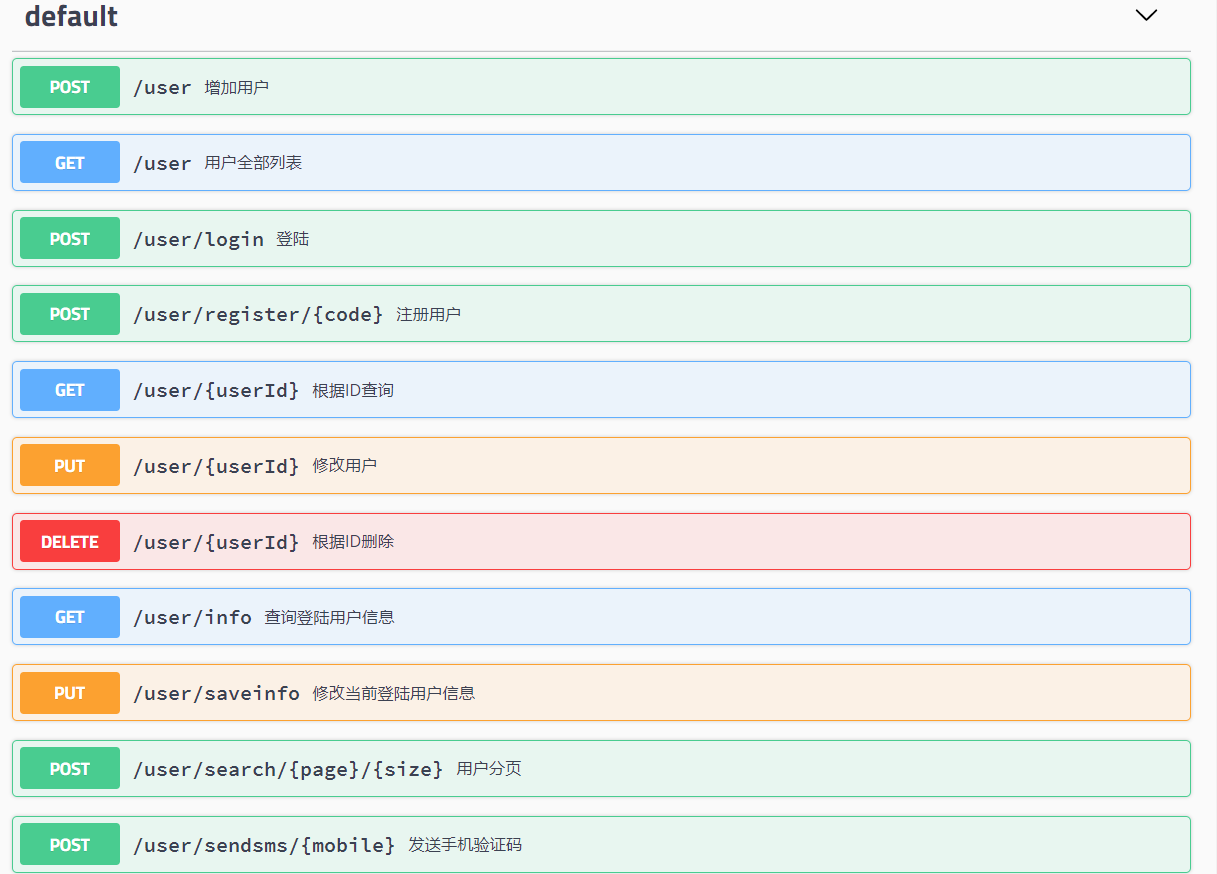 default
POST /user 增加用户
GET /user 用户全部列表
POST /user/login 登陆
POST /user/register/{code} 注册用户
GET /user/{userId} 根据ID查询
PUT /user/{userId} 修改用户
DELETE /user/{userId} 根据ID删除
GET /user/info 查询登陆用户信息
PUT /user/saveinfo 修改当前登陆用户信息
POST /user/search/{page}/{size} 用户分页
POST /user/sendsms/{mobile} 发送手机验证码